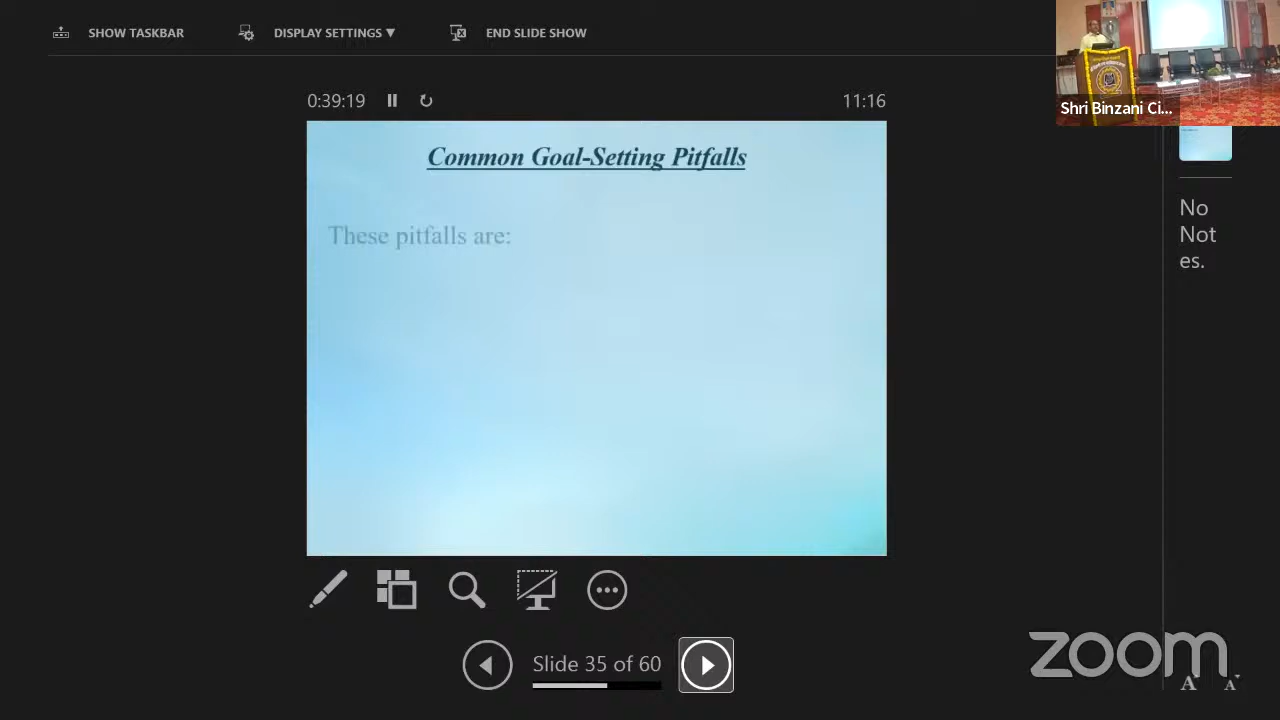 SHOW TASKBAR
DISPLAY SETTINGS ▼
END SLIDE SHOW
Shri Binzani Ci...
0:39:19
11:16
Common Goal-Setting Pitfalls
These pitfalls are:
No
Not
es.
Slide 35 of 60
zoom
A A